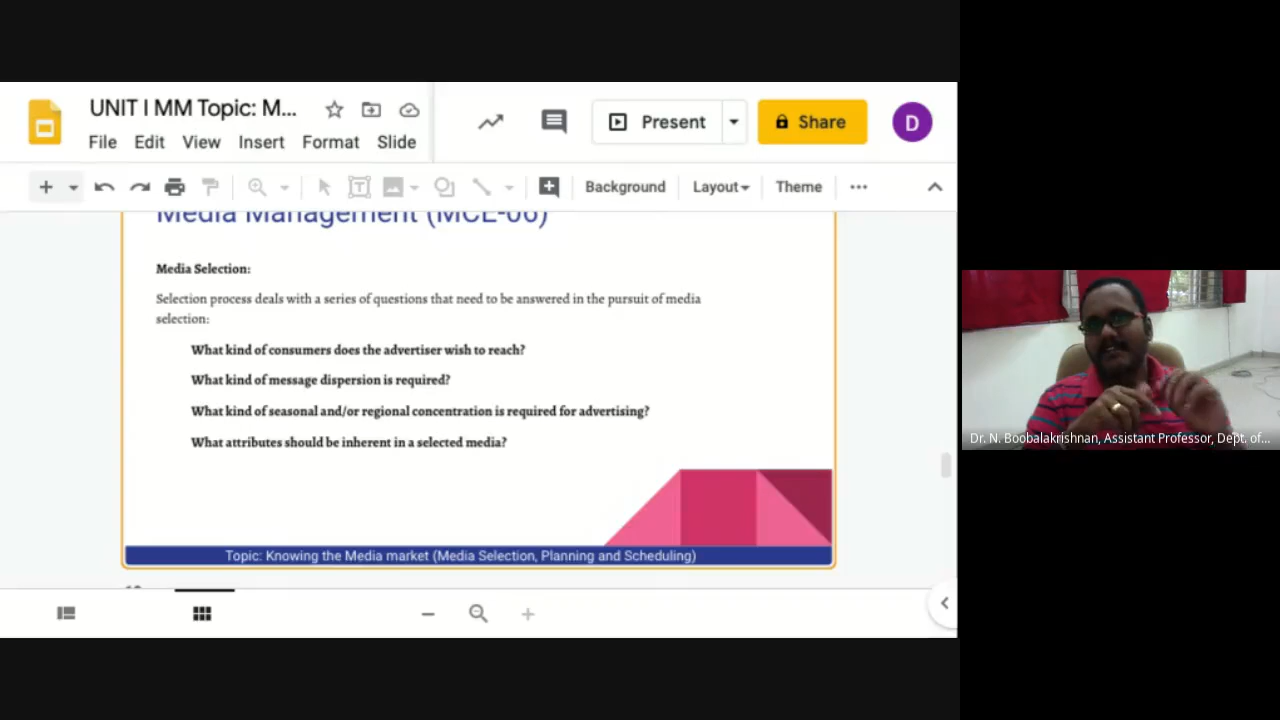 UNIT I MM Topic: M...
File Edit View Insert Format Slide
Present
Share
D
Background Layout Theme
Media Management (MCE-06)
Media Selection:
Selection process deals with a series of questions that need to be answered in the pursuit of media
selection:
What kind of consumers does the advertiser wish to reach?
What kind of message dispersion is required?
What kind of seasonal and/or regional concentration is required for advertising?
What attributes should be inherent in a selected media?
Topic: Knowing the Media market (Media Selection, Planning and Scheduling)
Dr. N. Boobalakrishnan, Assistant Professor, Dept. of...